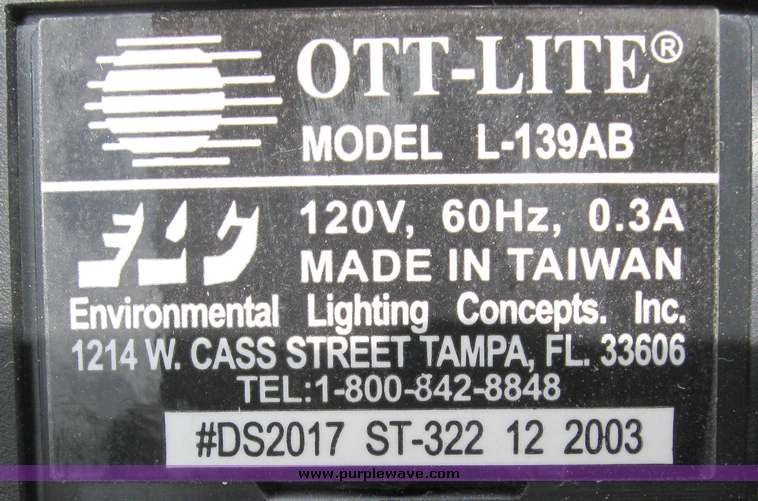 OTT-LITE®
MODEL L-139AB
120V, 60Hz, 0.3A
MADE IN TAIWAN
Environmental Lighting Concepts. Inc.
1214 W. CASS STREET TAMPA, FL. 33606
TEL:1-800-842-8848
#DS2017 ST-322 12 2003
www.purplewave.com